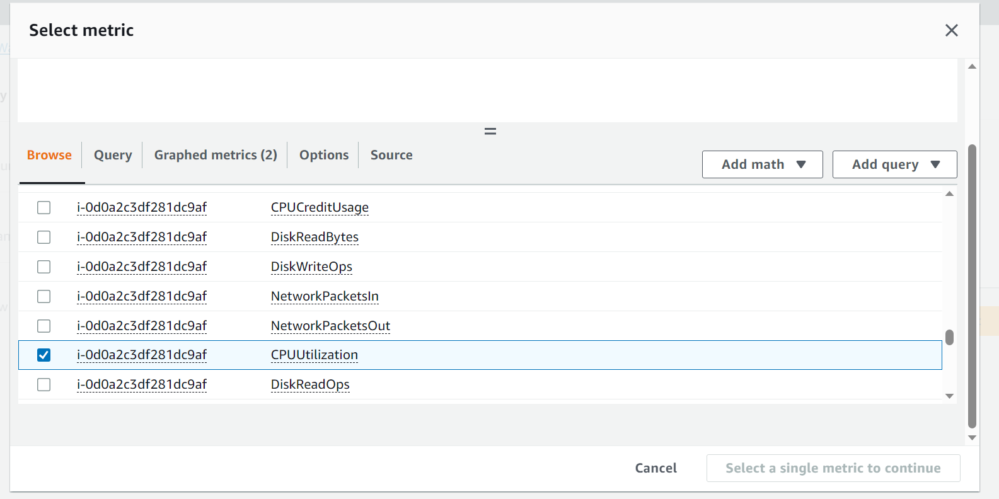 Select metric
Browse Query Graphed metrics (2) Options Source
Add math Add query
i-0d0a2c3df281dc9af CPUCreditUsage
i-0d0a2c3df281dc9af DiskReadBytes
i-0d0a2c3df281dc9af DiskWriteOps
i-0d0a2c3df281dc9af NetworkPacketsIn
i-0d0a2c3df281dc9af NetworkPacketsOut
i-0d0a2c3df281dc9af CPUUtilization
i-0d0a2c3df281dc9af DiskReadOps
Cancel Select a single metric to continue